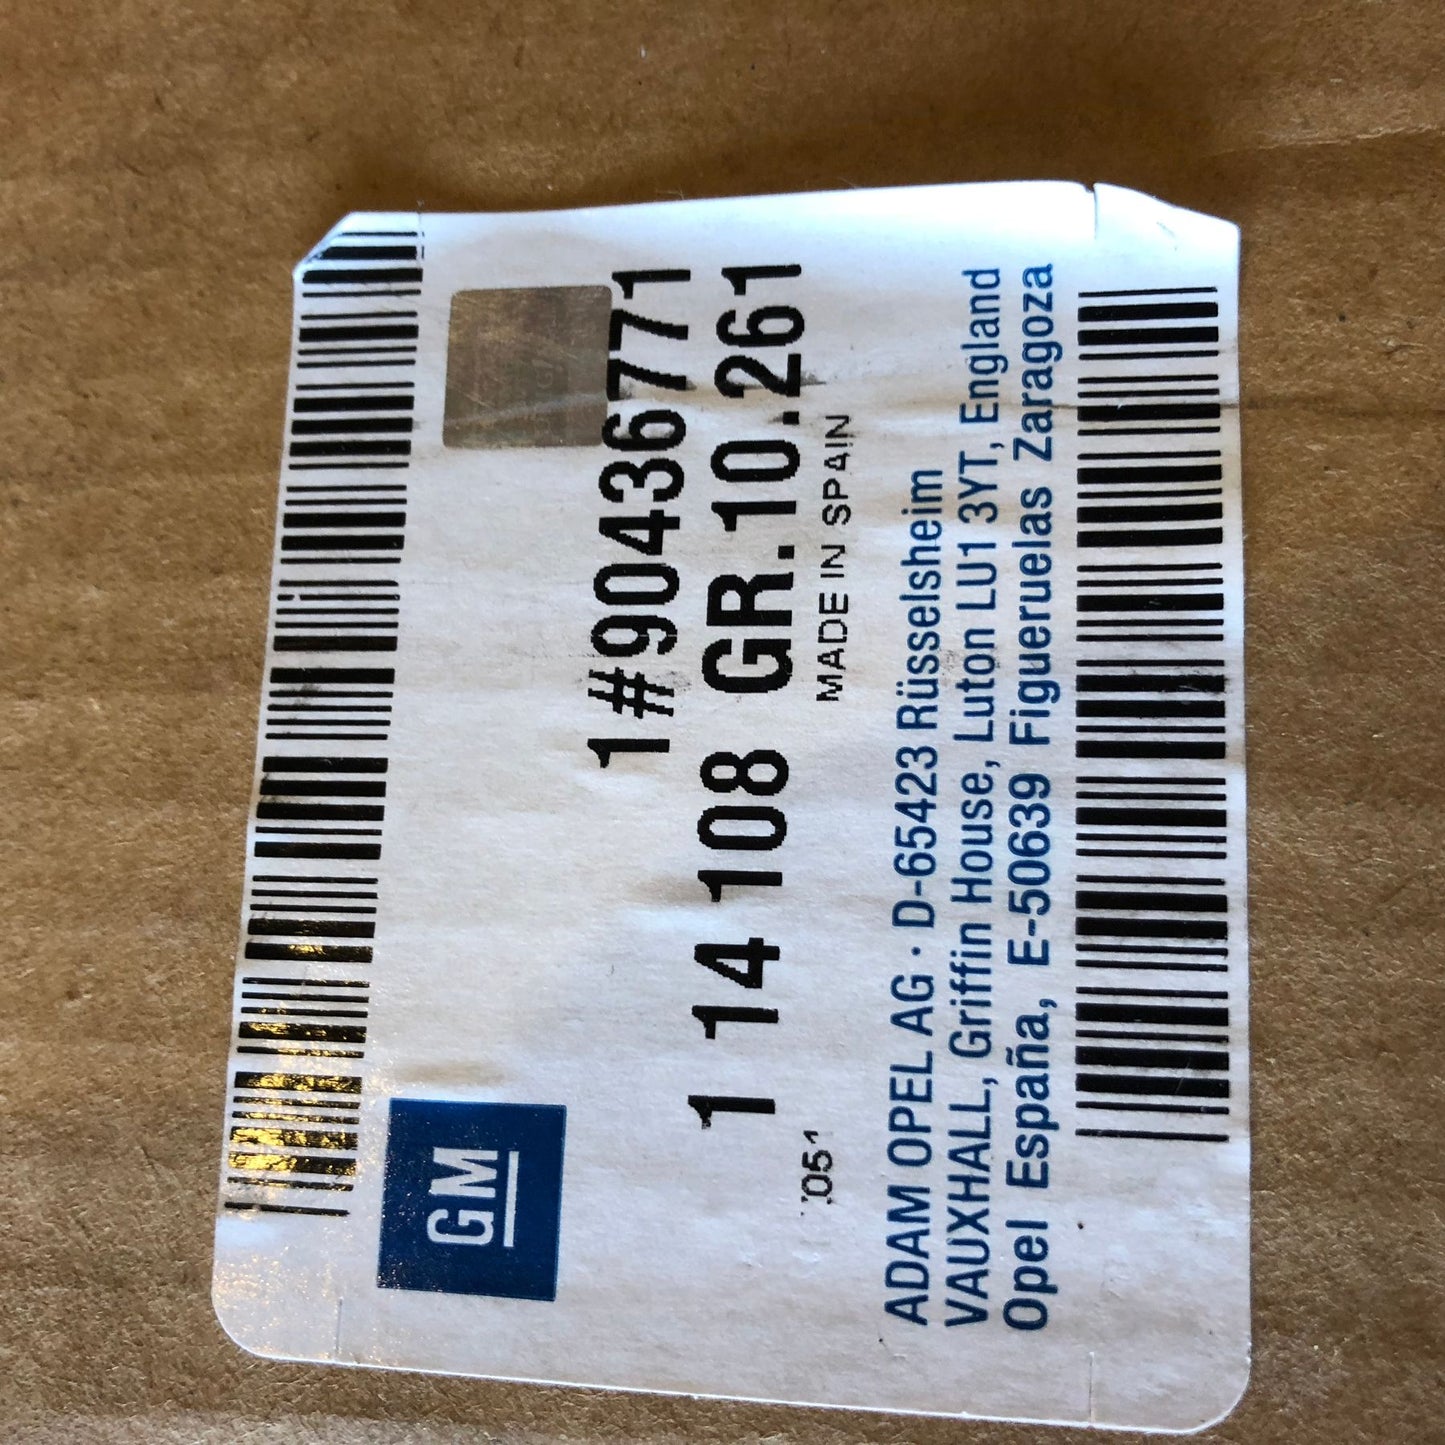 GM
1#90436771
1 14 108 GR.10.261
MADE IN SPAIN
ADAM OPEL AG · D-65423 Rüsselsheim
VAUXHALL, Griffin House, Luton LU1 3YT, England
Opel España, E-50639 Figueruelas Zaragoza